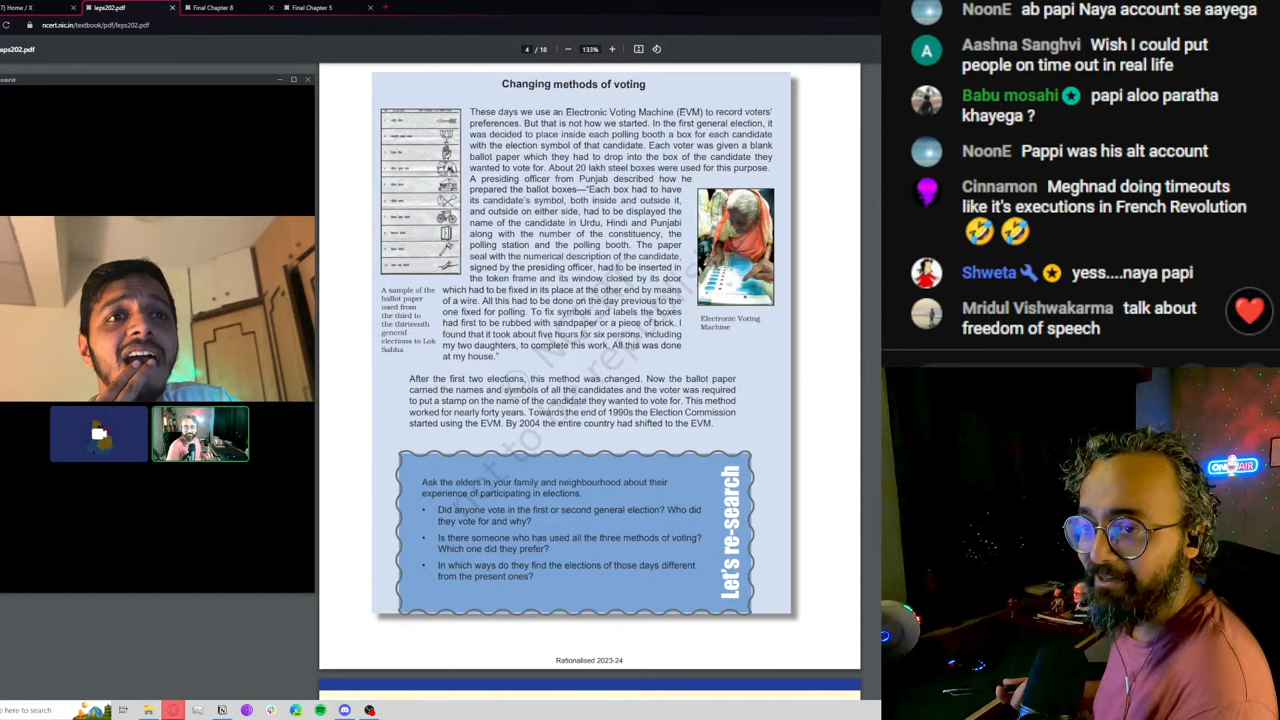 7) Home / X
leps202.pdf
Final Chapter 8
Final Chapter 5
ncert.nic.in/textbook/pdf/leps202.pdf
eps202.pdf
4 / 18
133%
cord
Changing methods of voting
These days we use an Electronic Voting Machine (EVM) to record voters'
preferences. But that is not how we started. In the first general election, it
was decided to place inside each polling booth a box for each candidate
with the election symbol of that candidate. Each voter was given a blank
ballot paper which they had to drop into the box of the candidate they
wanted to vote for. About 20 lakh steel boxes were used for this purpose.
A presiding officer from Punjab described how he
prepared the ballot boxes—"Each box had to have
its candidate's symbol, both inside and outside it,
and outside on either side, had to be displayed the
name of the candidate in Urdu, Hindi and Punjabi
along with the number of the constituency, the
polling station and the polling booth. The paper
seal with the numerical description of the candidate,
signed by the presiding officer, had to be inserted in
the token frame and its window closed by its door
which had to be fixed in its place at the other end by means
of a wire. All this had to be done on the day previous to the
one fixed for polling. To fix symbols and labels the boxes
had first to be rubbed with sandpaper or a piece of brick. I
found that it took about five hours for six persons, including
my two daughters, to complete this work. All this was done
at my house."
A sample of the
ballot paper
used from
the third to
the thirteenth
general
elections to Lok
Sabha
Electronic Voting
Machine
After the first two elections, this method was changed. Now the ballot paper
carried the names and symbols of all the candidates and the voter was required
to put a stamp on the name of the candidate they wanted to vote for. This method
worked for nearly forty years. Towards the end of 1990s the Election Commission
started using the EVM. By 2004 the entire country had shifted to the EVM.
Ask the elders in your family and neighbourhood about their
experience of participating in elections.
• Did anyone vote in the first or second general election? Who did
they vote for and why?
• Is there someone who has used all the three methods of voting?
Which one did they prefer?
• In which ways do they find the elections of those days different
from the present ones?
Let's re-search
Rationalised 2023-24
e here to search
NoonE ab papi Naya account se aayega
A
Aashna Sanghvi Wish I could put
people on time out in real life
Babu mosahi papi aloo paratha
khayega ?
NoonE Pappi was his alt account
Cinnamon Meghnad doing timeouts
like it's executions in French Revolution
🤣🤣
Shweta yess....naya papi
Mridul Vishwakarma talk about
freedom of speech
ON AIR